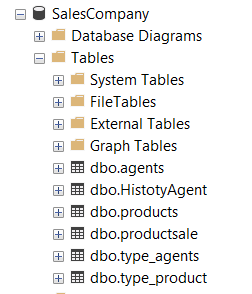 SalesCompany
Database Diagrams
Tables
System Tables
FileTables
External Tables
Graph Tables
dbo.agents
dbo.HistotyAgent
dbo.products
dbo.productsale
dbo.type_agents
dbo.type_product